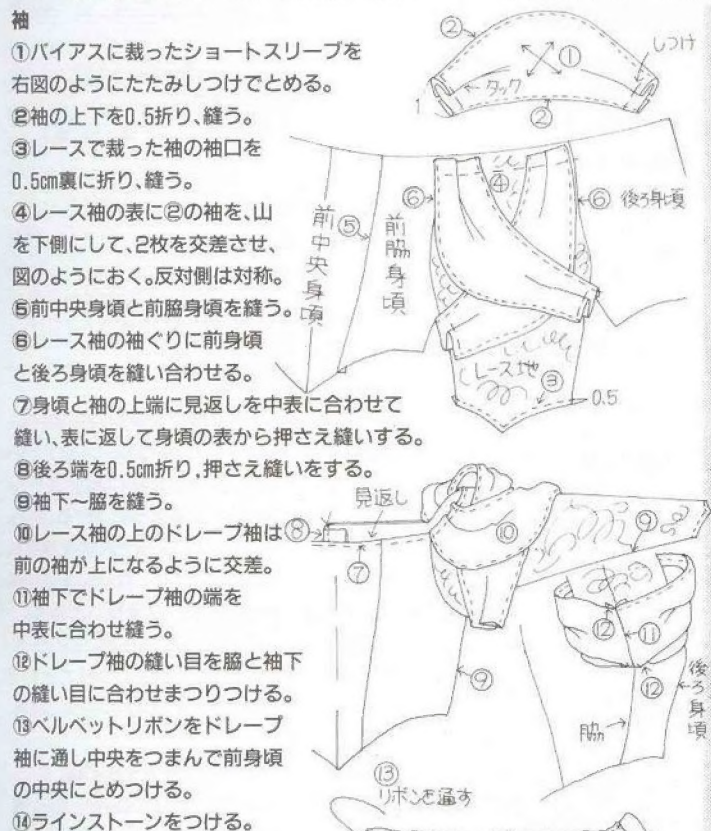 袖
①バイアスに裁ったショートスリーブを
右図のようにたたみしつけでとめる。
②袖の上下を0.5折り、縫う。
③レースで裁った袖の袖口を
0.5cm裏に折り、縫う。
④レース袖の表に②の袖を、山
を下側にして、2枚を交差させ、
図のようにおく。反対側は対称。
⑤前中央身頃と前脇身頃を縫う。
⑥レース袖の袖ぐりに前身頃
と後ろ身頃を縫い合わせる。
⑦身頃と袖の上端に見返しを中表に合わせて
縫い、表に返して身頃の表から押さえ縫いする。
⑧後ろ端を0.5cm折り,押さえ縫いをする。
⑨袖下〜脇を縫う。
⑩レース袖の上のドレープ袖は
前の袖が上になるように交差。
⑪袖下でドレープ袖の端を
中表に合わせ縫う。
⑫ドレープ袖の縫い目を脇と袖下
の縫い目に合わせまつりつける。
⑬ベルベットリボンをドレープ
袖に通し中央をつまんで前身頃
の中央にとめつける。
⑭ラインストーンをつける。
②
①
しつけ
タック
1
②
④
⑥
⑥
後ろ身頃
⑤
前中央身頃
前脇身頃
レース地
③
0.5
見返し
⑧
⑦
⑩
⑨
⑨
⑫
⑪
⑫
後ろ身頃
脇
⑬
リボンを通す